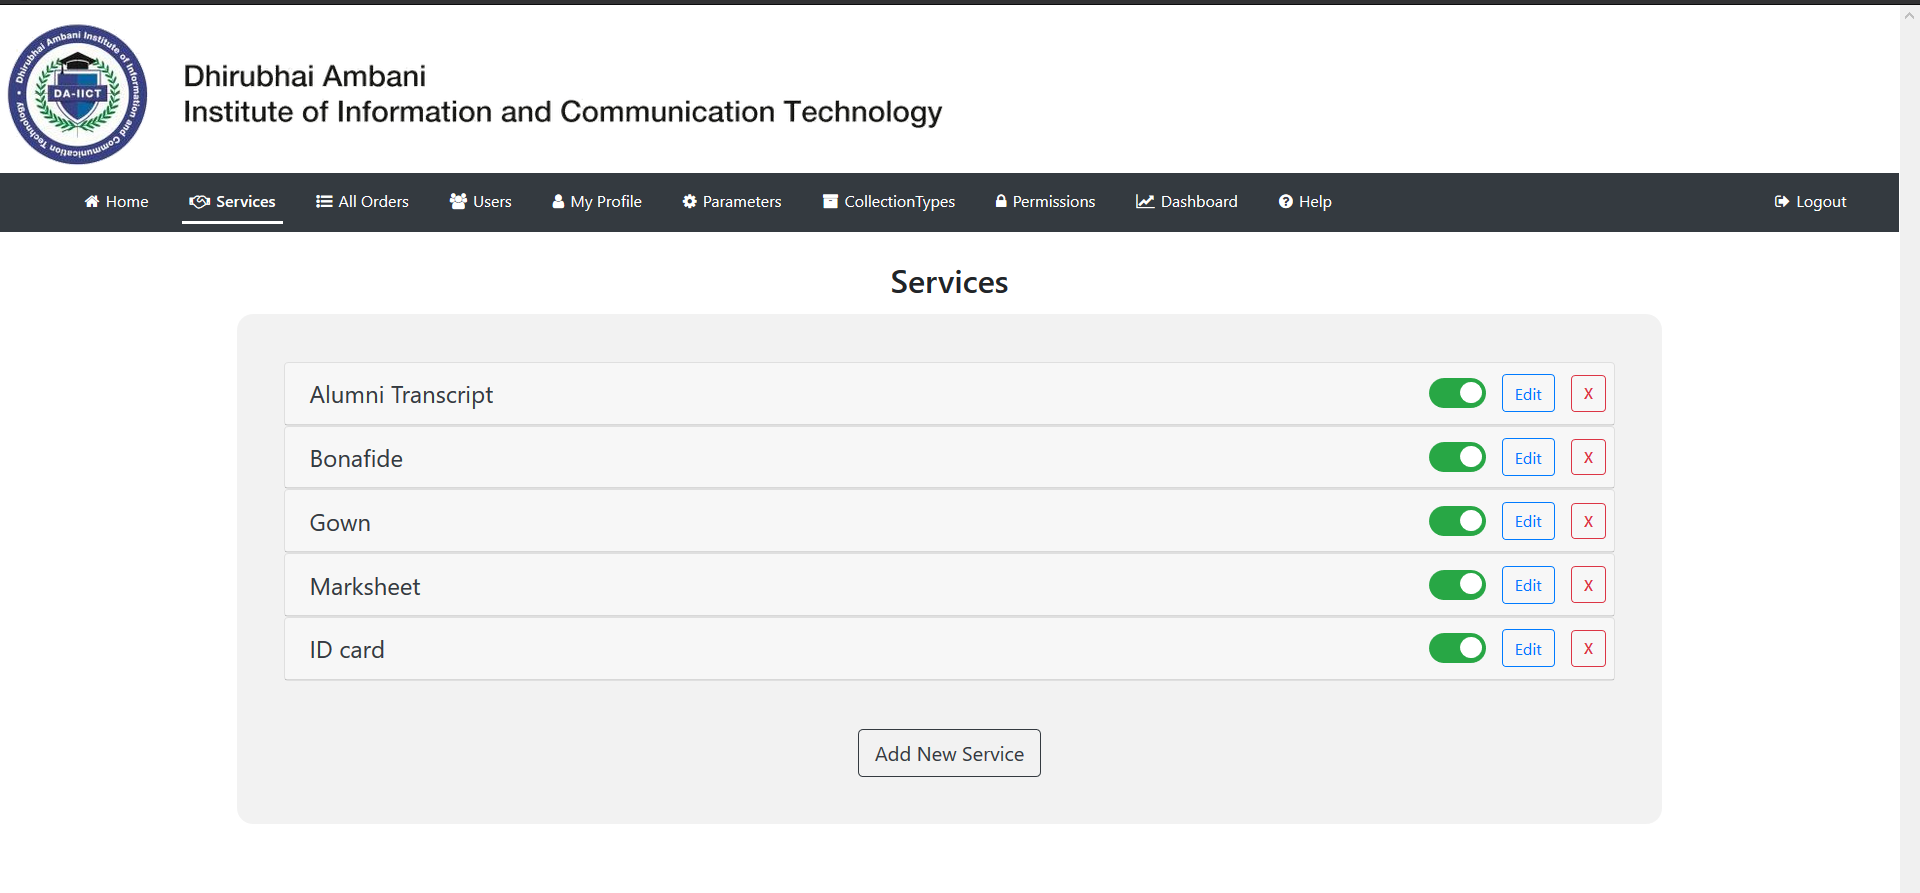 Dhirubhai Ambani Institute of Information and Communication Technology
DA-IICT
Dhirubhai Ambani
Institute of Information and Communication Technology
Home Services All Orders Users My Profile Parameters CollectionTypes Permissions Dashboard Help Logout
Services
Alumni Transcript Edit X
Bonafide Edit X
Gown Edit X
Marksheet Edit X
ID card Edit X
Add New Service